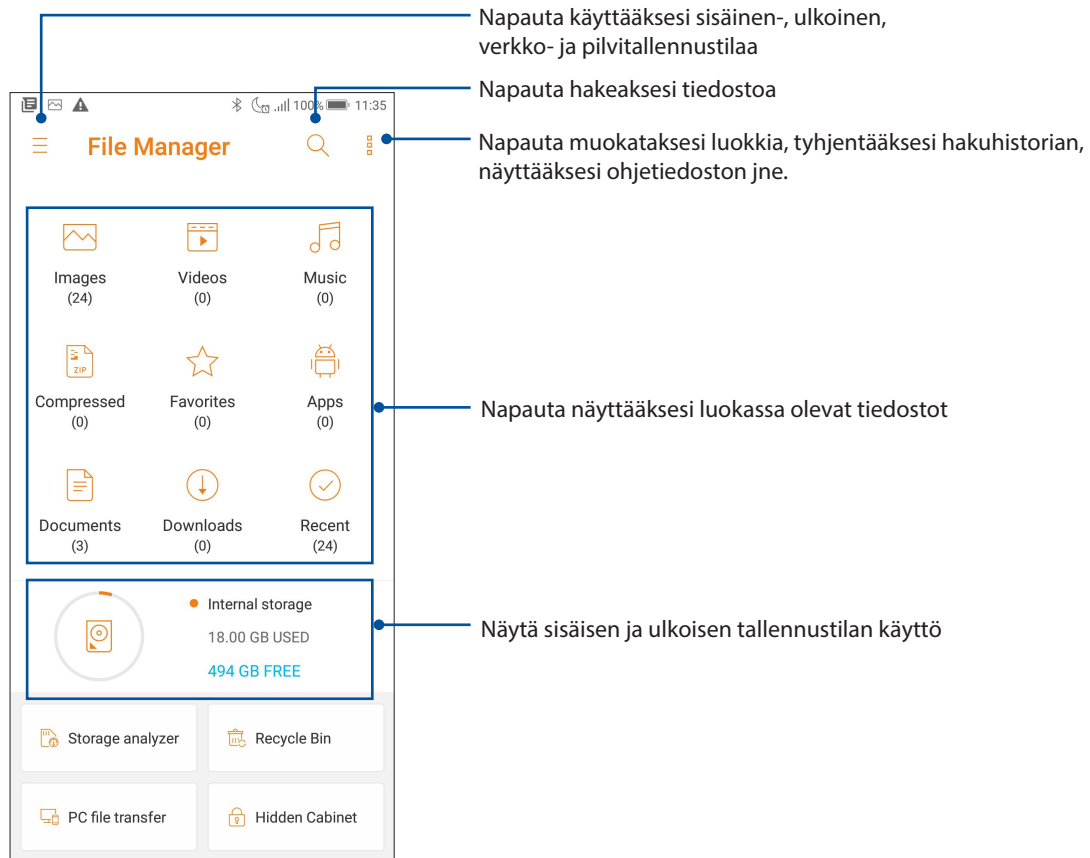 Napauta käyttääksesi sisäinen-, ulkoinen,
verkko- ja pilvitallennustilaa
Napauta hakeaksesi tiedostoa
100% 11:35
File Manager
Napauta muokataksesi luokkia, tyhjentääksesi hakuhistorian,
näyttääksesi ohjetiedoston jne.
Images Videos Music
(24) (0) (0)
ZIP
Compressed Favorites Apps
(0) (0) (0)
Napauta näyttääksesi luokassa olevat tiedostot
Documents Downloads Recent
(3) (0) (24)
Internal storage
18.00 GB USED
494 GB FREE
Näytä sisäisen ja ulkoisen tallennustilan käyttö
Storage analyzer Recycle Bin
PC file transfer Hidden Cabinet